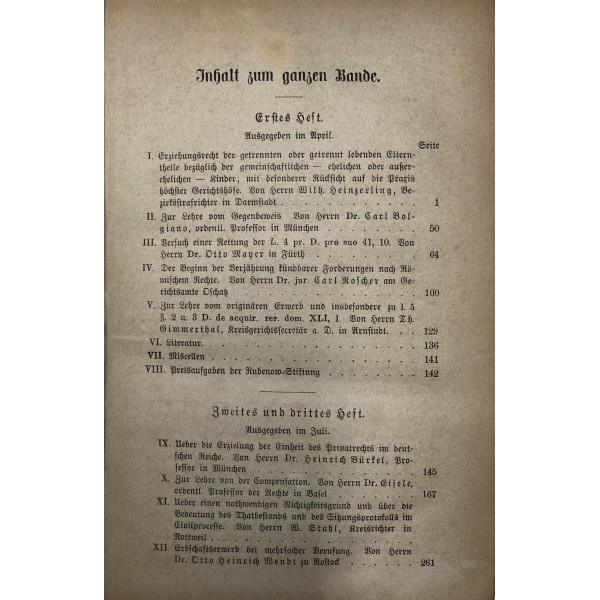 Inhalt zum ganzen Bande.
Erstes Heft.
Ausgegeben im April.
Seite
I. Erziehungsrecht der getrennten oder getrennt lebenden Eltern-
theile bezüglich der gemeinschaftlichen — ehelichen oder außer-
ehelichen — Kinder, mit besonderer Rücksicht auf die Praxis
höchster Gerichtshöfe. Von Herrn Wilh. Heinzerling, Be-
zirksstrafrichter in Darmstadt . . . . . . . . . . . 1
II. Zur Lehre vom Gegenbeweis Von Herrn Dr. Carl Bol-
giano, ordentl. Professor in München . . . . . . . 50
III. Versuch einer Rettung der L. 4 pr. D. pro suo 41, 10. Von
Herrn Dr. Otto Mayer in Fürth . . . . . . . . . 64
IV. Der Beginn der Verjährung kündbarer Forderungen nach Rö-
mischem Rechte. Von Herrn Dr. jur. Carl Roscher am Ge-
richtsamte Oschatz . . . . . . . . . . . . . . 100
V. Zur Lehre vom originären Erwerb und insbesondere zu l. 5
§. 2 u. 3 D. de acquir. rer. dom. XLI, 1. Von Herrn Th.
Gimmerthal, Kreisgerichtssecretär a. D. in Arnstadt. . . 129
VI. Literatur. . . . . . . . . . . . . . . . . 136
VII. Miscellen . . . . . . . . . . . . . . . . . 141
VIII. Preisaufgaben der Rubenow-Stiftung . . . . . . . 142
Zweites und drittes Heft.
Ausgegeben im Juli.
IX. Ueber die Erzielung der Einheit des Privatrechts im deut-
schen Reiche. Von Herrn Dr. Heinrich Bürkel, Pro-
fessor in München . . . . . . . . . . . . . . 145
X. Zur Lehre von der Compensation. Von Herrn Dr. Eisele,
ordentl. Professor der Rechte in Basel . . . . . . . 167
XI. Ueber einen nothwendigen Nichtigkeitsgrund und über die
Bedeutung des Thatbestands und des Sitzungsprotokolls im
Civilprocesse. Von Herrn W. Stahl, Kreisrichter in
Rottweil . . . . . . . . . . . . . . . . .
XII. Erbschaftserwerb bei mehrfacher Berufung. Von Herrn
Dr. Otto Heinrich Wendt zu Rostock . . . . . . . 261